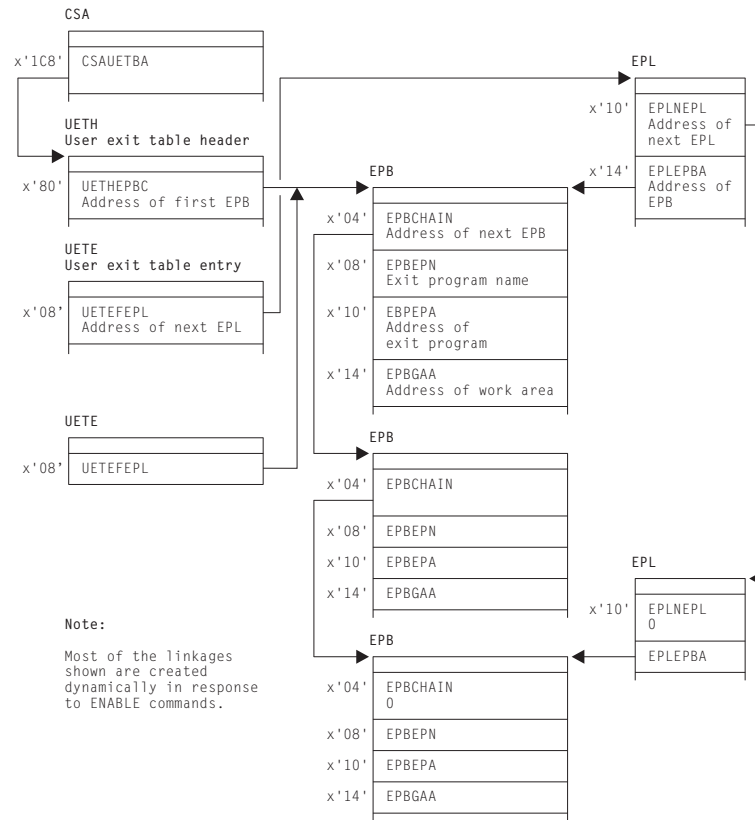 CSA
x'1C8' CSAUETBA
UETH
User exit table header
x'80' UETHEPBC
Address of first EPB
UETE
User exit table entry
x'08' UETEFEPL
Address of next EPL
UETE
x'08’ UETEFEPL
Note:
Most of the linkages
shown are created
dynamically in response
to ENABLE commands.
EPB
x'04' EPBCHAIN
Address of next EPB
x'08' EPBEPN
Exit program name
x'10' EBPEPA
Address of
exit program
x'14' EPBGAA
Address of work area
EPB
x'04' EPBCHAIN
x'08' EPBEPN
x'10' EPBEPA
x'14' EPBGAA
EPB
x'04' EPBCHAIN
0
x'08' EPBEPN
x'10' EPBEPA
x'14' EPBGAA
EPL
x'10' EPLNEPL
Address of
next EPL
x'14' EPLEPBA
Address of
EPB
EPL
x'10' EPLNEPL
0
EPLEPBA